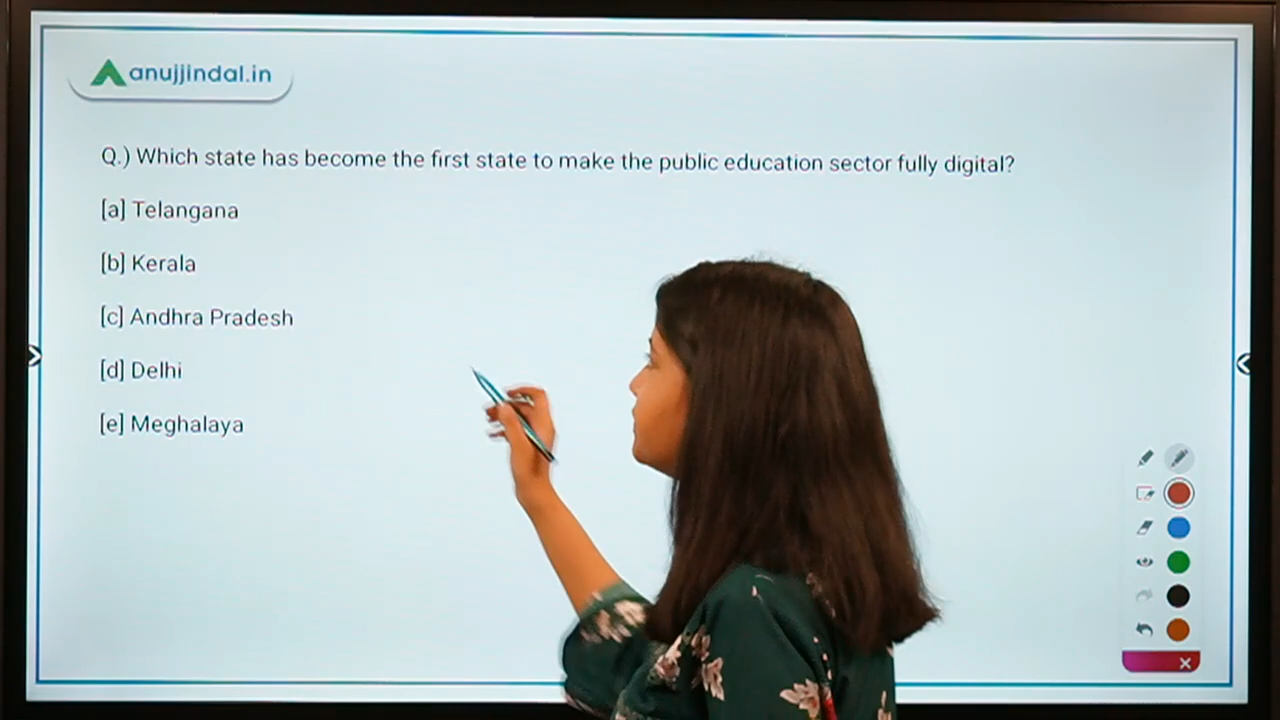 anujjindal.in
Q.) Which state has become the first state to make the public education sector fully digital?
[a] Telangana
[b] Kerala
[c] Andhra Pradesh
[d] Delhi
[e] Meghalaya